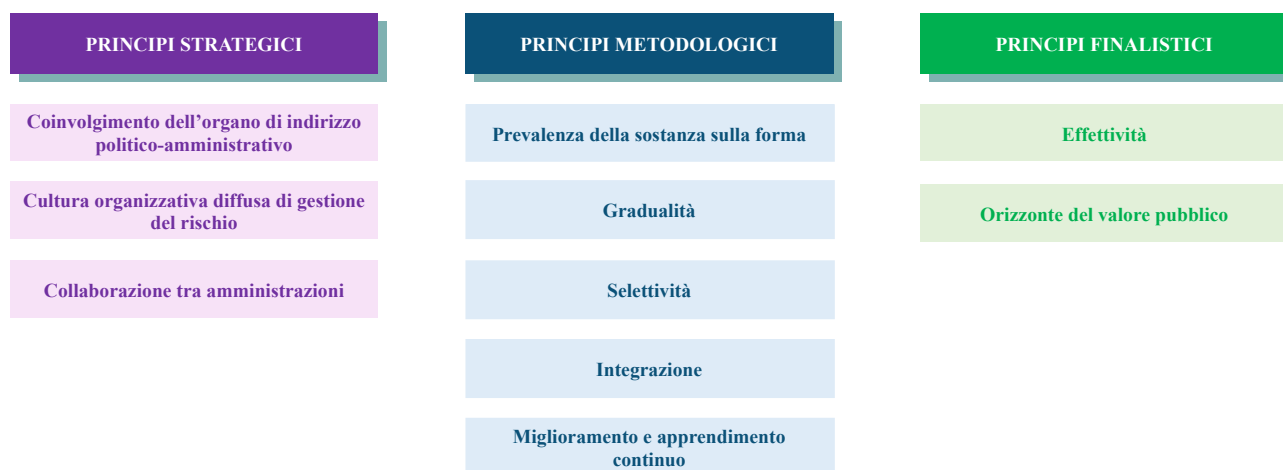 PRINCIPI STRATEGICI
Coinvolgimento dell’organo di indirizzo
politico-amministrativo
Cultura organizzativa diffusa di gestione
del rischio
Collaborazione tra amministrazioni
PRINCIPI METODOLOGICI
Prevalenza della sostanza sulla forma
Gradualità
Selettività
Integrazione
Miglioramento e apprendimento
continuo
PRINCIPI FINALISTICI
Effettività
Orizzonte del valore pubblico